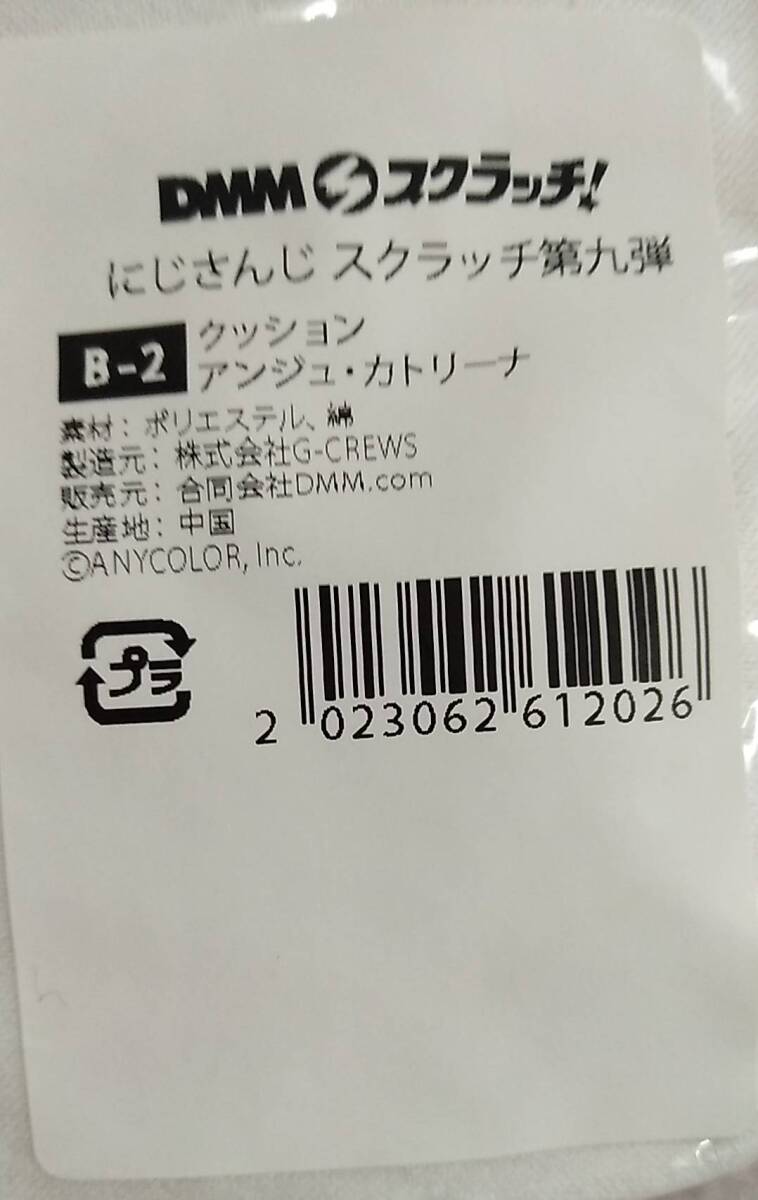 DMMスクラッチ!
にじさんじ スクラッチ第九弾
B-2 クッション
アンジュ・カトリーナ
素材：ポリエステル、綿
製造元：株式会社G-CREWS
販売元：合同会社DMM.com
生産地：中国
©ANYCOLOR, Inc.
プラ
2 023062 612026